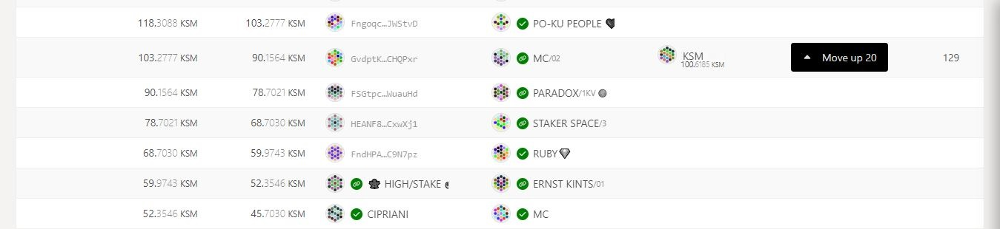 118.3088 KSM 103.2777 KSM Fngoqc…JWStvD PO-KU PEOPLE
103.2777 KSM 90.1564 KSM GvdptK…CHQPxr MC/02 KSM 100.6185 KSM Move up 20 129
90.1564 KSM 78.7021 KSM FSGtpc…WuauHd PARADOX/1KV
78.7021 KSM 68.7030 KSM HEANF8…CxwXj1 STAKER SPACE/3
68.7030 KSM 59.9743 KSM FndHPA…C9N7pz RUBY
59.9743 KSM 52.3546 KSM HIGH/STAKE ERNST KINTS/01
52.3546 KSM 45.7030 KSM CIPRIANI MC